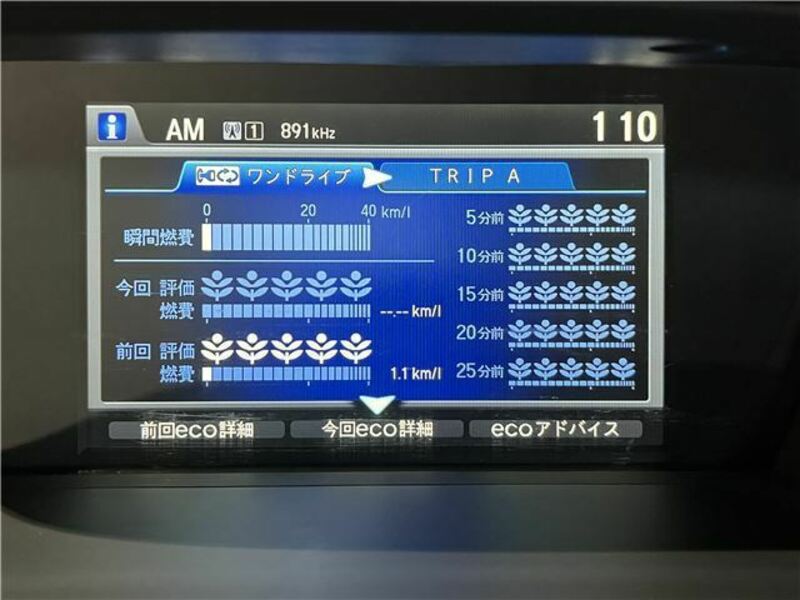 AM 1 891kHz 1 10
ワンドライブ TRIP A
0 20 40 km/l
瞬間燃費
今回 評価
燃費 --.-- km/l
前回 評価
燃費 1.1 km/l
5分前
10分前
15分前
20分前
25分前
前回eco詳細 今回eco詳細 ecoアドバイス